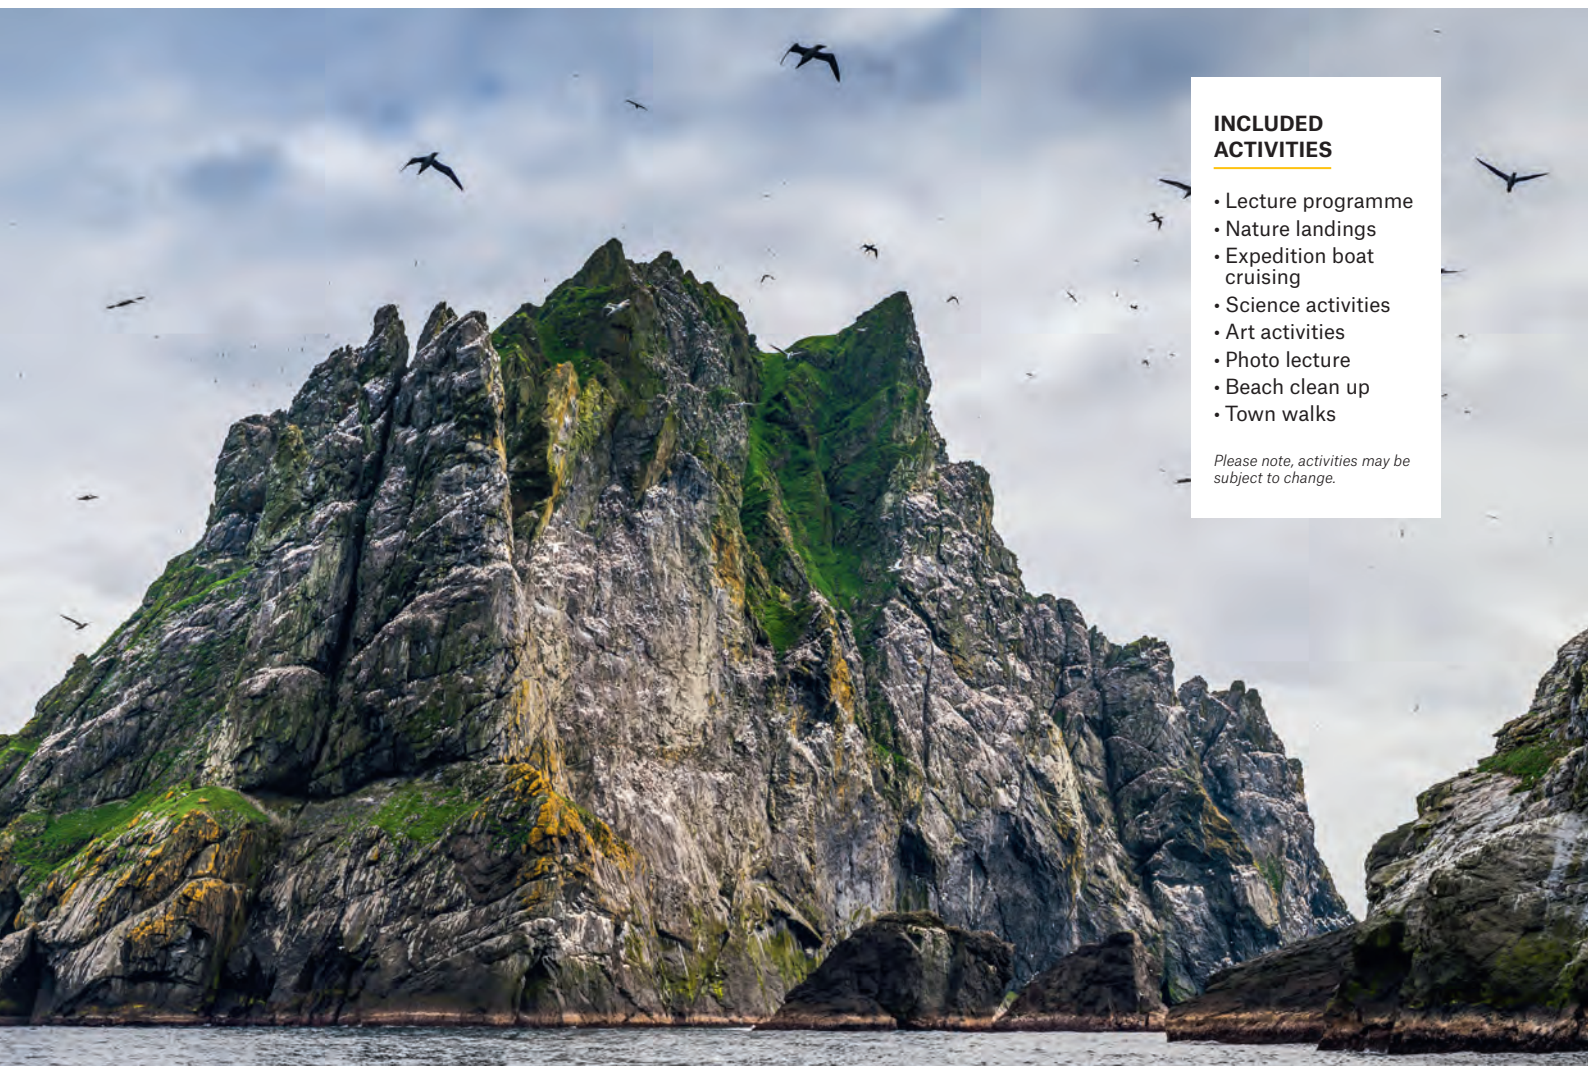 INCLUDED
ACTIVITIES
• Lecture programme
• Nature landings
• Expedition boat
cruising
• Science activities
• Art activities
• Photo lecture
• Beach clean up
• Town walks
Please note, activities may be
subject to change.